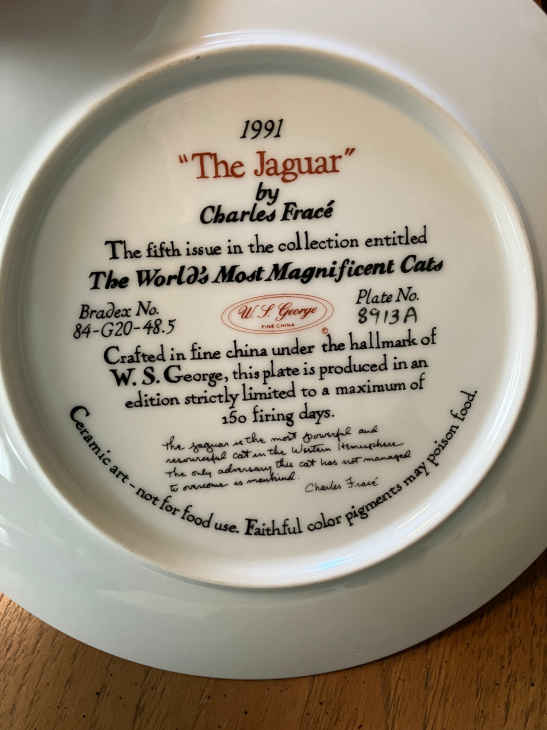 1991
"The Jaguar"
by
Charles Fracé
The fifth issue in the collection entitled
The World's Most Magnificent Cats
Bradex No.
84-G20-48.5
W. S. George
FINE CHINA
©
Plate No.
8913A
Crafted in fine china under the hallmark of
W. S. George, this plate is produced in an
edition strictly limited to a maximum of
150 firing days.
The jaguar is the most powerful and
resourceful cat in the Western Hemisphere.
The only adversary this cat has not managed
to overcome is mankind.
Charles Fracé
Ceramic art - not for food use. Faithful color pigments may poison food.